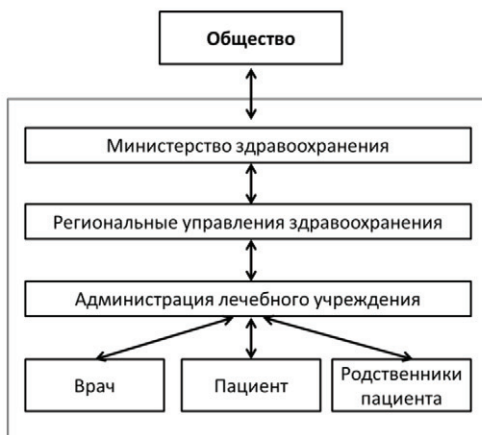 Общество
Министерство здравоохранения
Региональные управления здравоохранения
Администрация лечебного учреждения
Врач
Пациент
Родственники
пациента